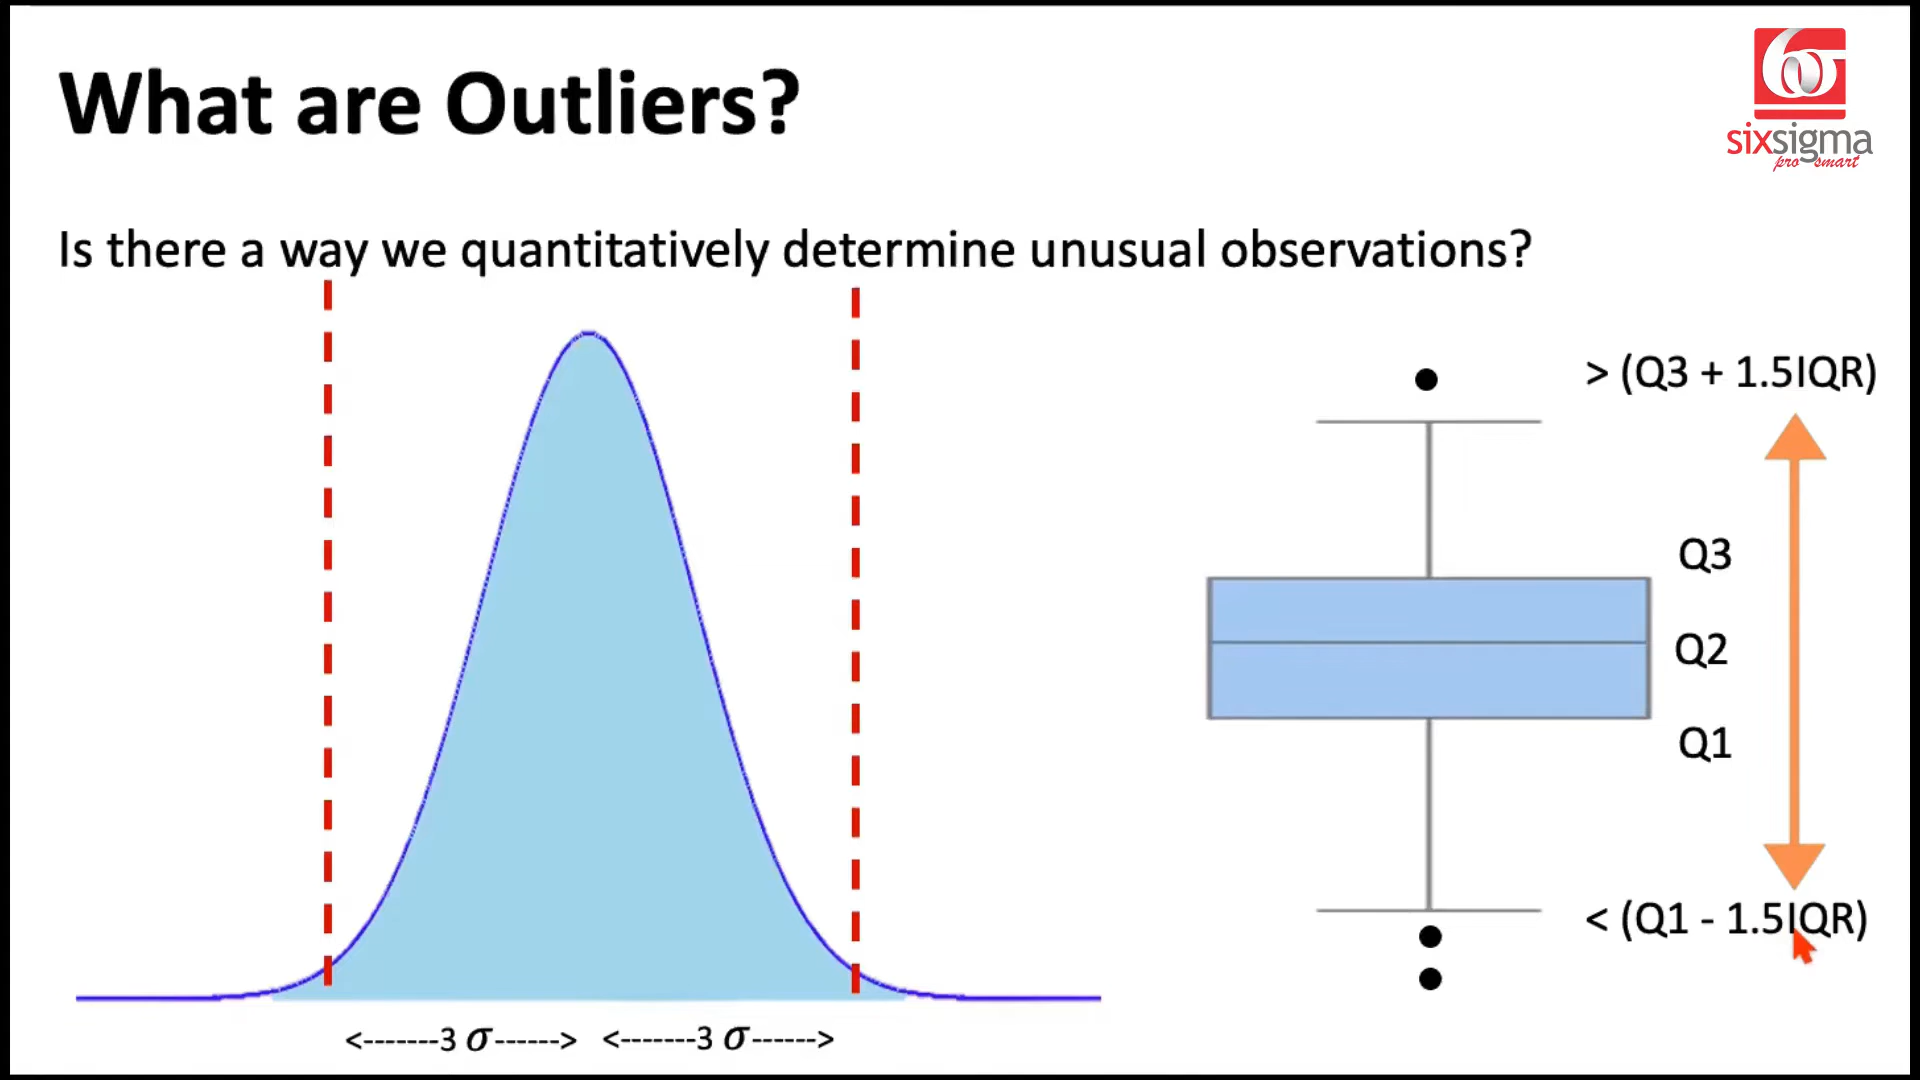 What are Outliers?
sixsigma
pro smart
Is there a way we quantitatively determine unusual observations?
> (Q3 + 1.5IQR)
Q3
Q2
Q1
< (Q1 - 1.5IQR)
<-------3 σ------> <-------3 σ------>